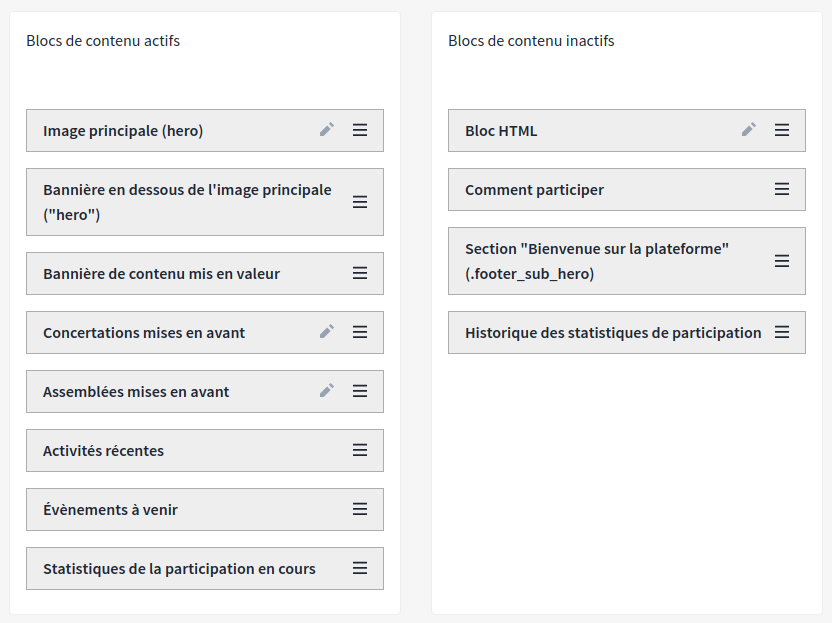 Blocs de contenu actifs
Image principale (hero)
Bannière en dessous de l'image principale
("hero")
Bannière de contenu mis en valeur
Concertations mises en avant
Assemblées mises en avant
Activités récentes
Évènements à venir
Statistiques de la participation en cours
Blocs de contenu inactifs
Bloc HTML
Comment participer
Section "Bienvenue sur la plateforme"
(.footer_sub_hero)
Historique des statistiques de participation